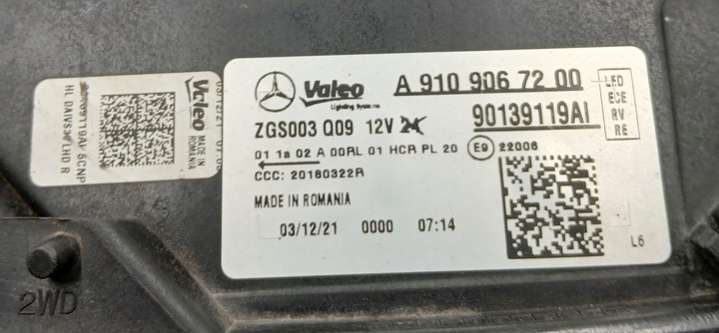 Valeo
Lighting Systems
A 910 906 72 00
90139119AI
LED
ECE
RV
RE
ZGS003 Q09 12V
01 1a 02 A 00RL 01 HCR PL 20 E9 22006
CCC: 20180322R
MADE IN ROMANIA
03/12/21 0000 07:14
L6
Valeo
MADE IN
ROMANIA
2WD